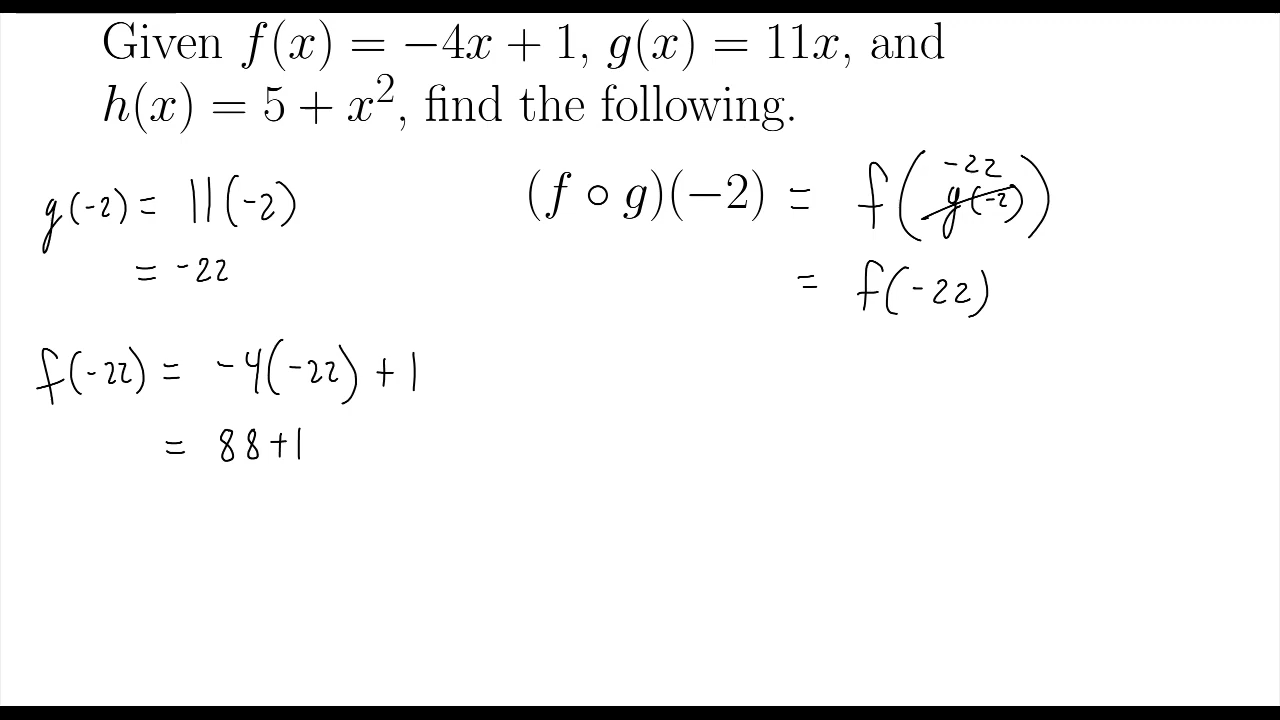 Given f(x) = −4x + 1, g(x) = 11x, and
h(x) = 5 + x², find the following.
(f ∘ g)(−2) = f(g(-2))
-22
= f(-22)
g(-2) = 11(-2)
= -22
f(-22) = -4(-22) + 1
= 88+1